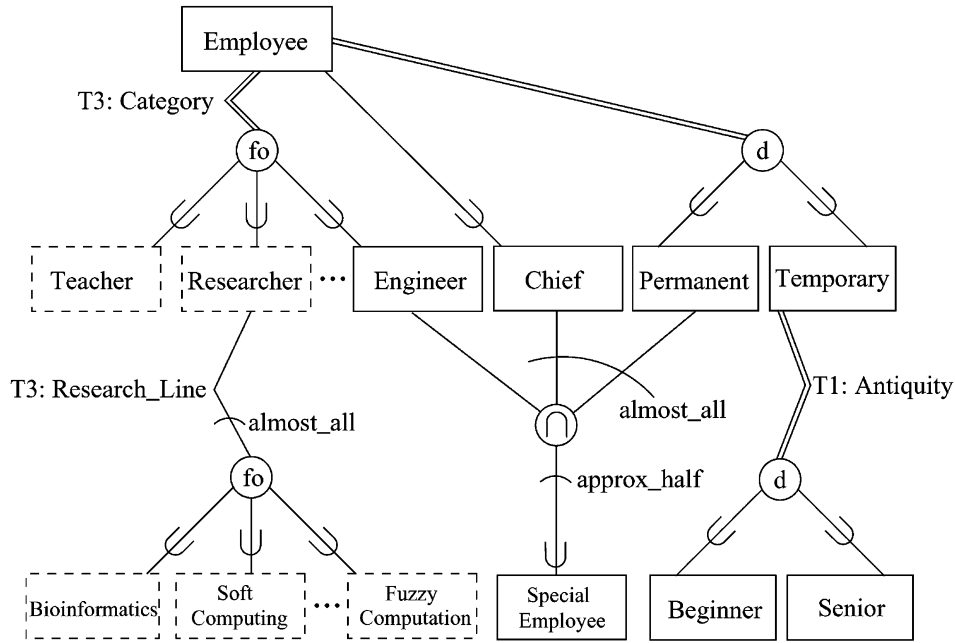 Employee
T3: Category
fo
d
Teacher
Researcher
...
Engineer
Chief
Permanent
Temporary
T3: Research_Line
almost_all
almost_all
T1: Antiquity
fo
approx_half
d
Bioinformatics
Soft
Computing
...
Fuzzy
Computation
Special
Employee
Beginner
Senior